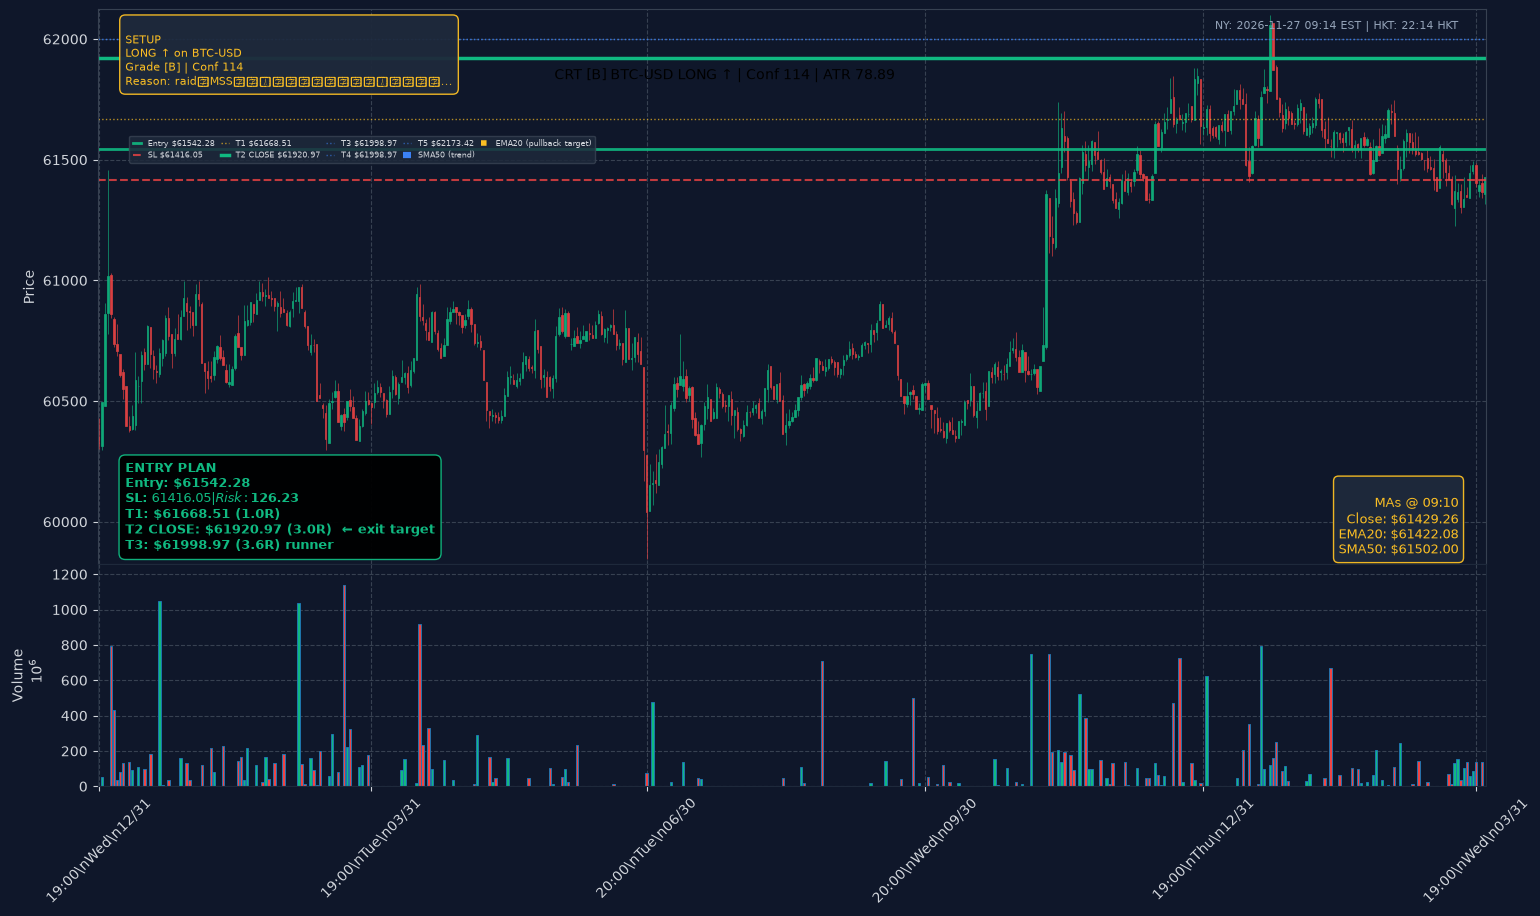 NY: 2026-11-27 09:14 EST | HKT: 22:14 HKT
SETUP
LONG ↑ on BTC-USD
Grade [B] | Conf 114
Reason: raid MSS ...
CRT [B] BTC-USD LONG ↑ | Conf 114 | ATR 78.89
Entry $61542.28
SL $61416.05
T1 $61668.51
T2 CLOSE $61920.97
T3 $61998.97
T4 $61998.97
T5 $62173.42
SMA50 (trend)
EMA20 (pullback target)
Price
62000
61500
61000
60500
60000
ENTRY PLAN
Entry: $61542.28
SL: 61416.05|Risk:126.23
T1: $61668.51 (1.0R)
T2 CLOSE: $61920.97 (3.0R) ← exit target
T3: $61998.97 (3.6R) runner
MAs @ 09:10
Close: $61429.26
EMA20: $61422.08
SMA50: $61502.00
Volume
10⁶
1200
1000
800
600
400
200
0
19:00\nWed\n12/31
19:00\nTue\n03/31
20:00\nTue\n06/30
20:00\nWed\n09/30
19:00\nThu\n12/31
19:00\nWed\n03/31